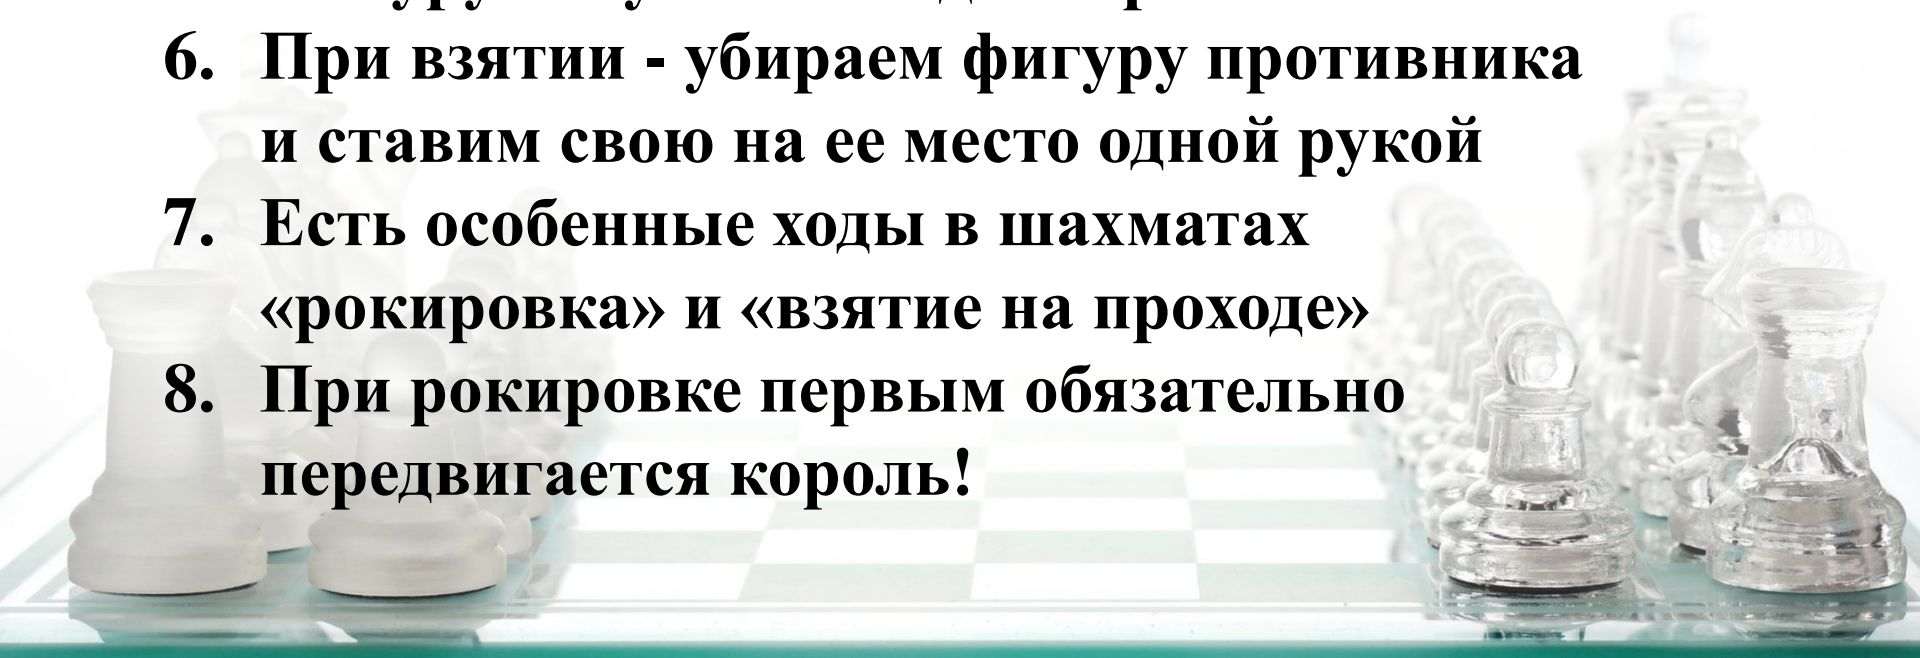 6. При взятии - убираем фигуру противника
и ставим свою на ее место одной рукой
7. Есть особенные ходы в шахматах
«рокировка» и «взятие на проходе»
8. При рокировке первым обязательно
передвигается король!